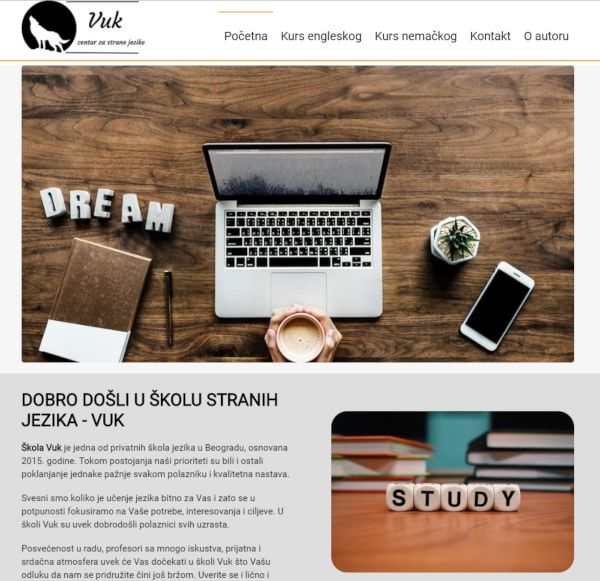 Vuk
centar za strane jezike
Početna
Kurs engleskog
Kurs nemačkog
Kontakt
O autoru
DREAM
DOBRO DOŠLI U ŠKOLU STRANIH
JEZIKA - VUK
Škola Vuk je jedna od privatnih škola jezika u Beogradu, osnovana
2015. godine. Tokom postojanja naši prioriteti su bili i ostali
poklanjanje jednake pažnje svakom polazniku i kvalitetna nastava.
Svesni smo koliko je učenje jezika bitno za Vas i zato se u
potpunosti fokusiramo na Vaše potrebe, interesovanja i ciljeve. U
školi Vuk su uvek dobrodošli polaznici svih uzrasta.
Posvećenost u radu, profesori sa mnogo iskustva, prijatna i
srdačna atmosfera uvek će Vas dočekati u školi Vuk što Vašu
odluku da nam se pridružite čini još bržom. Uverite se i lično i
STUDY